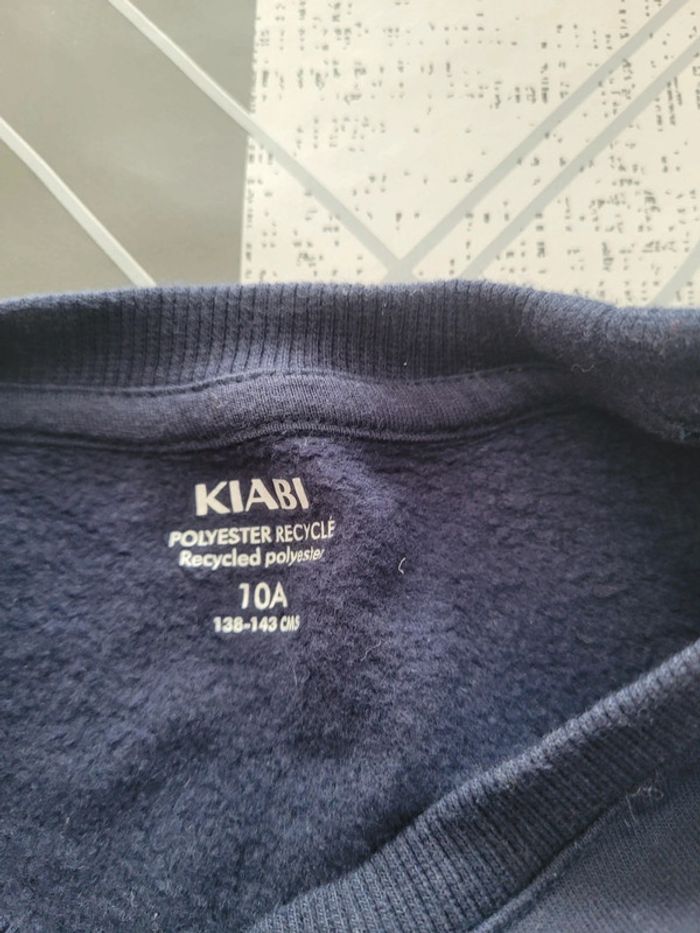 KIABI
POLYESTER RECYCLÉ
Recycled polyester
10A
138-143 CMS